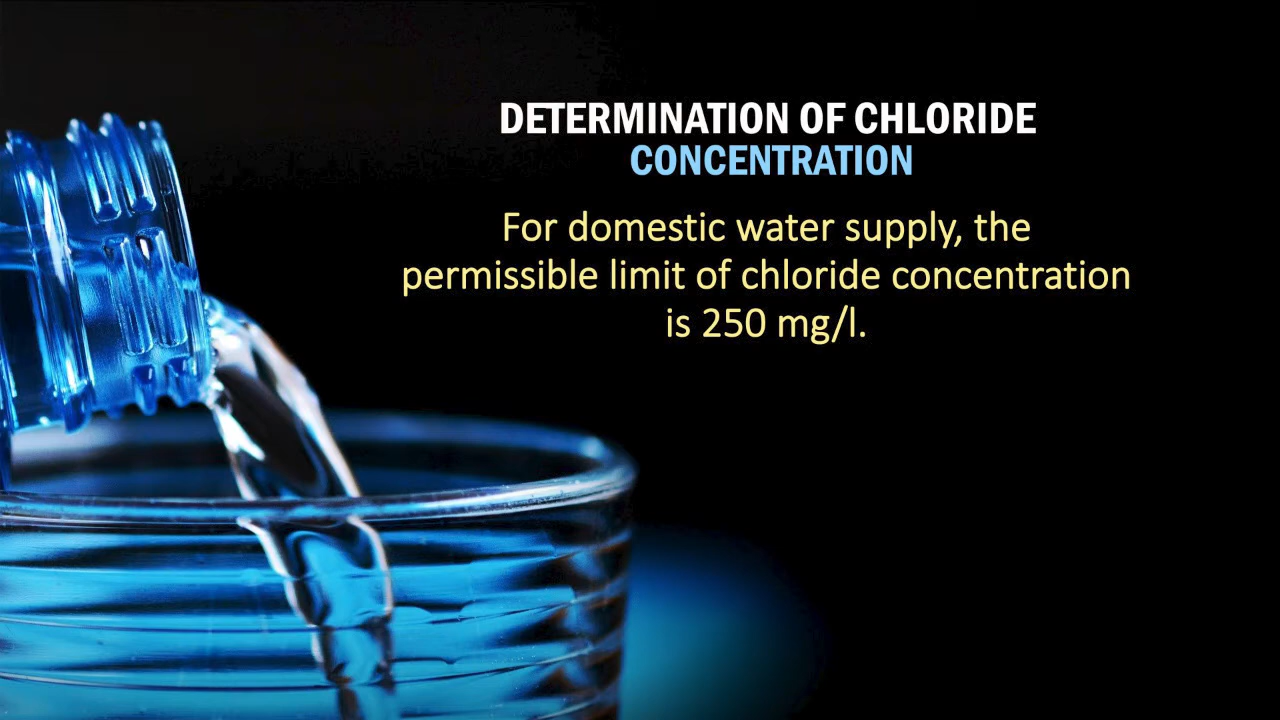 DETERMINATION OF CHLORIDE
CONCENTRATION
For domestic water supply, the
permissible limit of chloride concentration
is 250 mg/l.